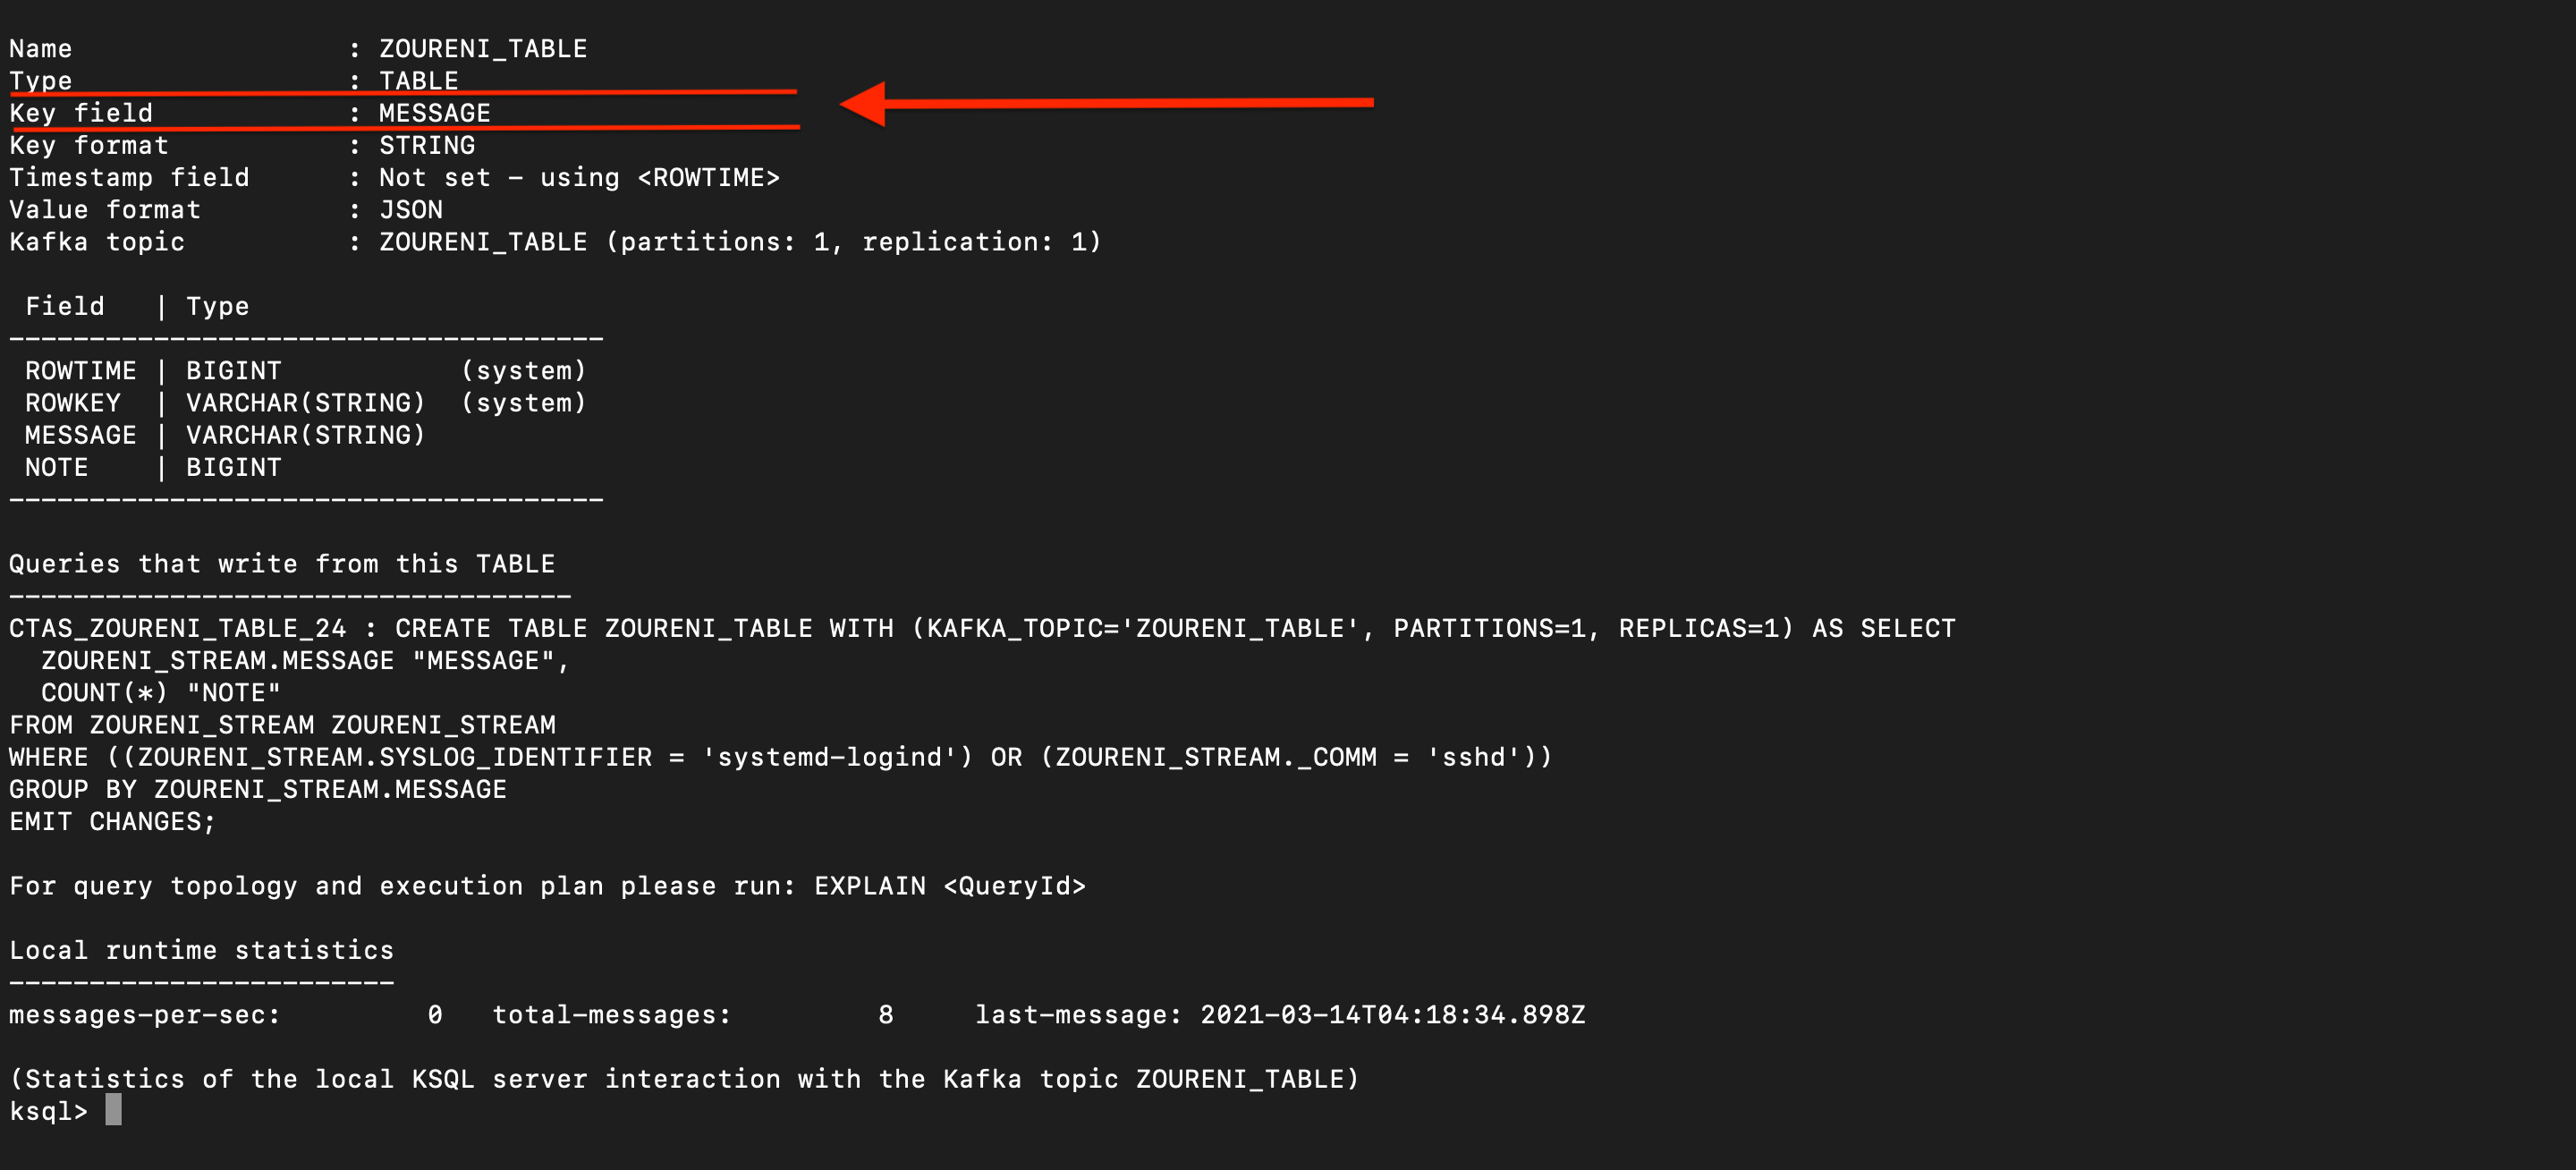 Name                 : ZOURENI_TABLE
Type                 : TABLE
Key field            : MESSAGE
Key format           : STRING
Timestamp field      : Not set - using <ROWTIME>
Value format         : JSON
Kafka topic          : ZOURENI_TABLE (partitions: 1, replication: 1)
 Field   | Type
-------------------------------------
 ROWTIME | BIGINT           (system)
 ROWKEY  | VARCHAR(STRING)  (system)
 MESSAGE | VARCHAR(STRING)
 NOTE    | BIGINT
-------------------------------------
Queries that write from this TABLE
-----------------------------------
CTAS_ZOURENI_TABLE_24 : CREATE TABLE ZOURENI_TABLE WITH (KAFKA_TOPIC='ZOURENI_TABLE', PARTITIONS=1, REPLICAS=1) AS SELECT
  ZOURENI_STREAM.MESSAGE "MESSAGE",
  COUNT(*) "NOTE"
FROM ZOURENI_STREAM ZOURENI_STREAM
WHERE ((ZOURENI_STREAM.SYSLOG_IDENTIFIER = 'systemd-logind') OR (ZOURENI_STREAM._COMM = 'sshd'))
GROUP BY ZOURENI_STREAM.MESSAGE
EMIT CHANGES;
For query topology and execution plan please run: EXPLAIN <QueryId>
Local runtime statistics
------------------------
messages-per-sec:         0   total-messages:         8     last-message: 2021-03-14T04:18:34.898Z
(Statistics of the local KSQL server interaction with the Kafka topic ZOURENI_TABLE)
ksql>